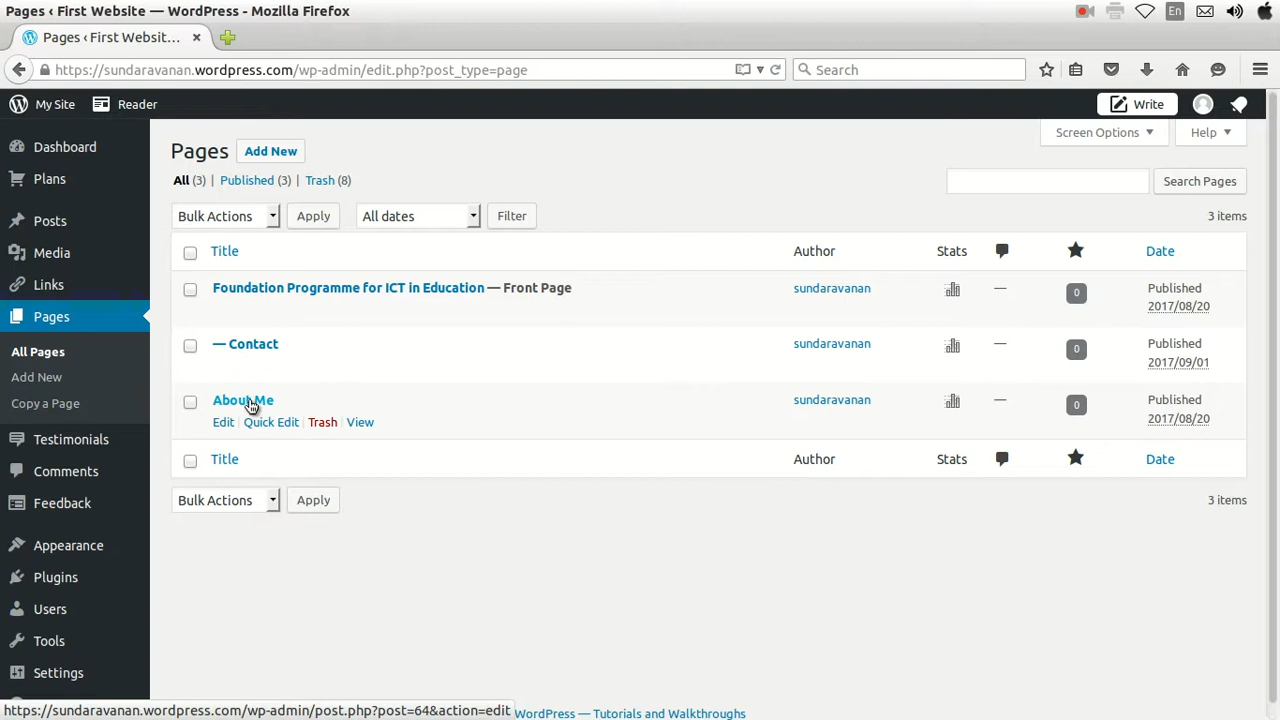 Pages ‹ First Website — WordPress - Mozilla Firefox
En
Pages ‹ First Website...
https://sundaravanan.wordpress.com/wp-admin/edit.php?post_type=page
Search
My Site
Reader
Write
Screen Options
Help
Dashboard
Plans
Posts
Media
Links
Pages
All Pages
Add New
Copy a Page
Testimonials
Comments
Feedback
Appearance
Plugins
Users
Tools
Settings
Pages Add New
All (3) | Published (3) | Trash (8)
Search Pages
Bulk Actions Apply All dates Filter 3 items
Title Author Stats Date
Foundation Programme for ICT in Education — Front Page sundaravanan — 0 Published
2017/08/20
— Contact sundaravanan — 0 Published
2017/09/01
About Me sundaravanan — 0 Published
Edit | Quick Edit | Trash | View 2017/08/20
Title Author Stats Date
Bulk Actions Apply 3 items
https://sundaravanan.wordpress.com/wp-admin/post.php?post=64&action=edit
WordPress — Tutorials and Walkthroughs